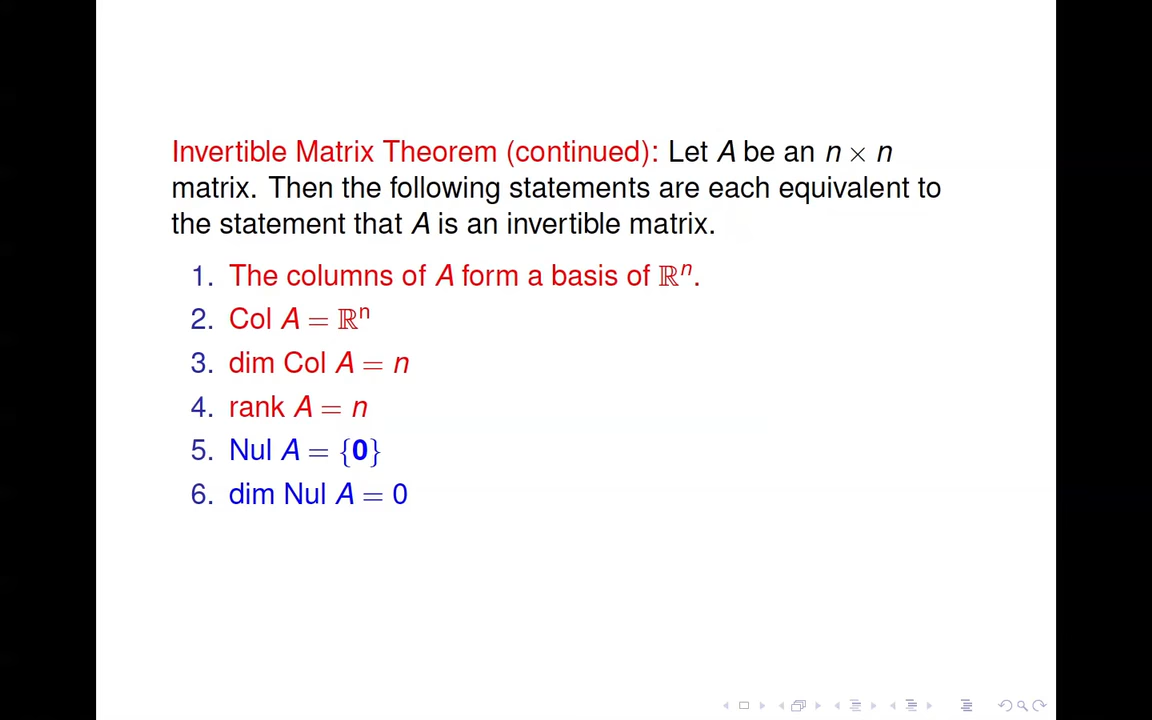 Invertible Matrix Theorem (continued): Let A be an n × n
matrix. Then the following statements are each equivalent to
the statement that A is an invertible matrix.
1. The columns of A form a basis of ℝⁿ.
2. Col A = ℝⁿ
3. dim Col A = n
4. rank A = n
5. Nul A = {0}
6. dim Nul A = 0